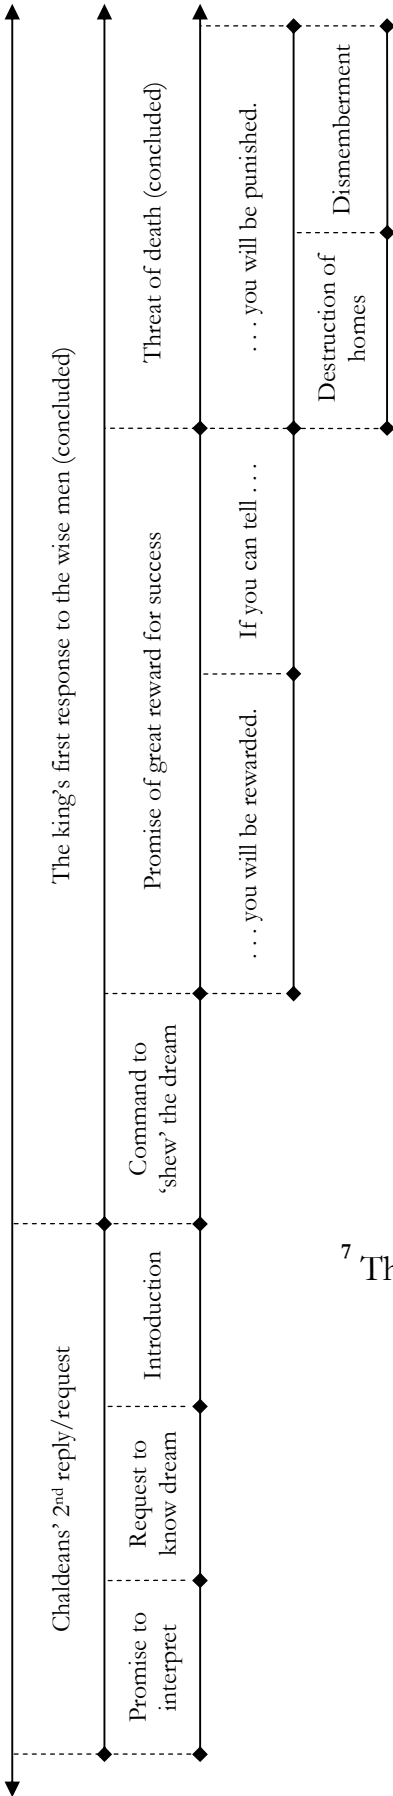 The king’s first response to the wise men (concluded)
Threat of death (concluded)
. . . you will be punished.
Dismemberment
Destruction of
homes
Promise of great reward for success
If you can tell . . .
. . . you will be rewarded.
Command to
‘shew’ the dream
Chaldeans’ 2nd reply/request
Introduction
Request to
know dream
Promise to
interpret
7 Th